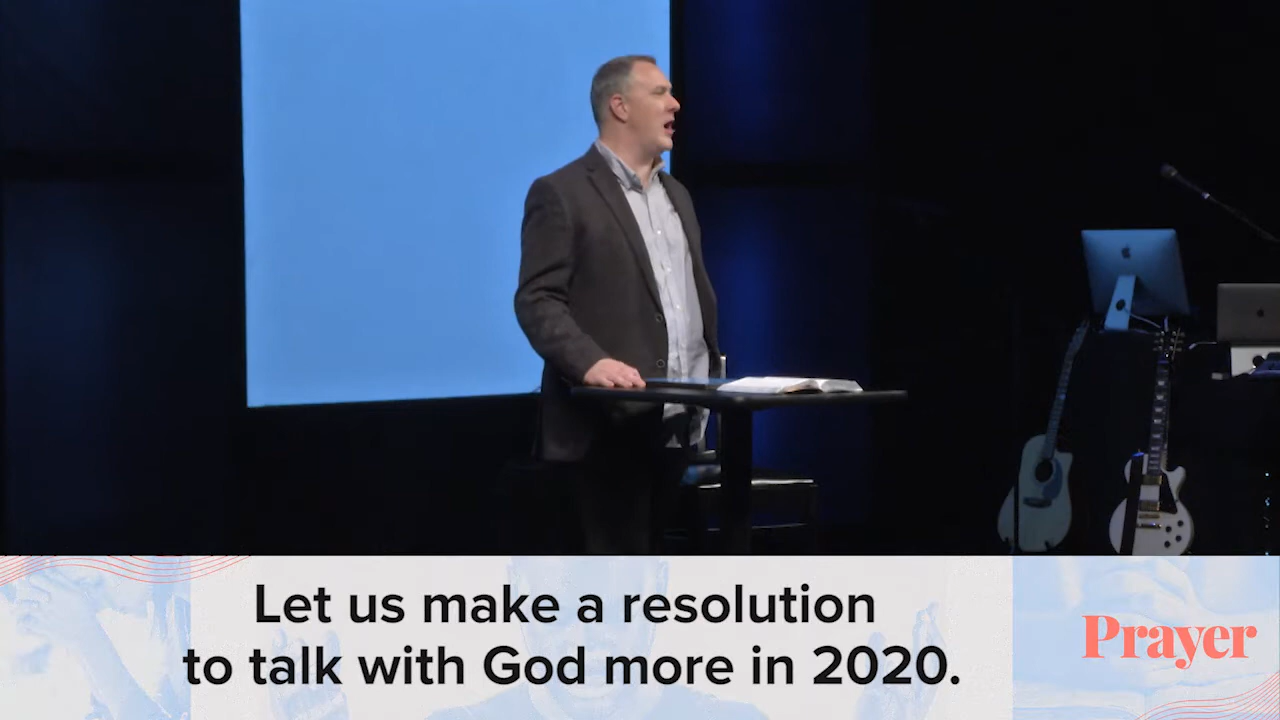 Let us make a resolution
to talk with God more in 2020.
Prayer